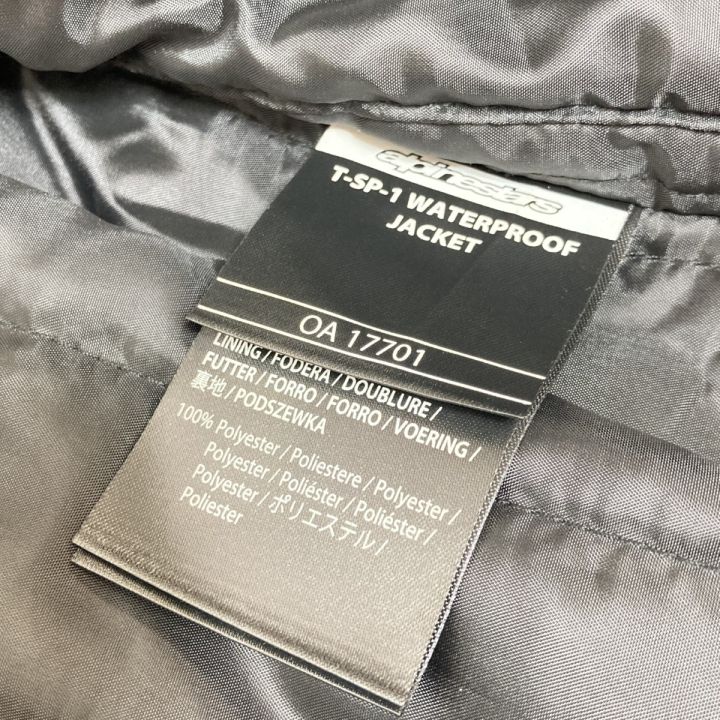 alpinestars
T-SP-1 WATERPROOF
JACKET
OA 17701
LINING / FODERA / DOUBLURE /
FUTTER / FORRO / FORRO / VOERING /
裏地 / PODSZEWKA
100% Polyester / Poliestere / Polyester /
Polyester / Poliéster / Poliéster /
Polyester / ポリエステル /
Poliester